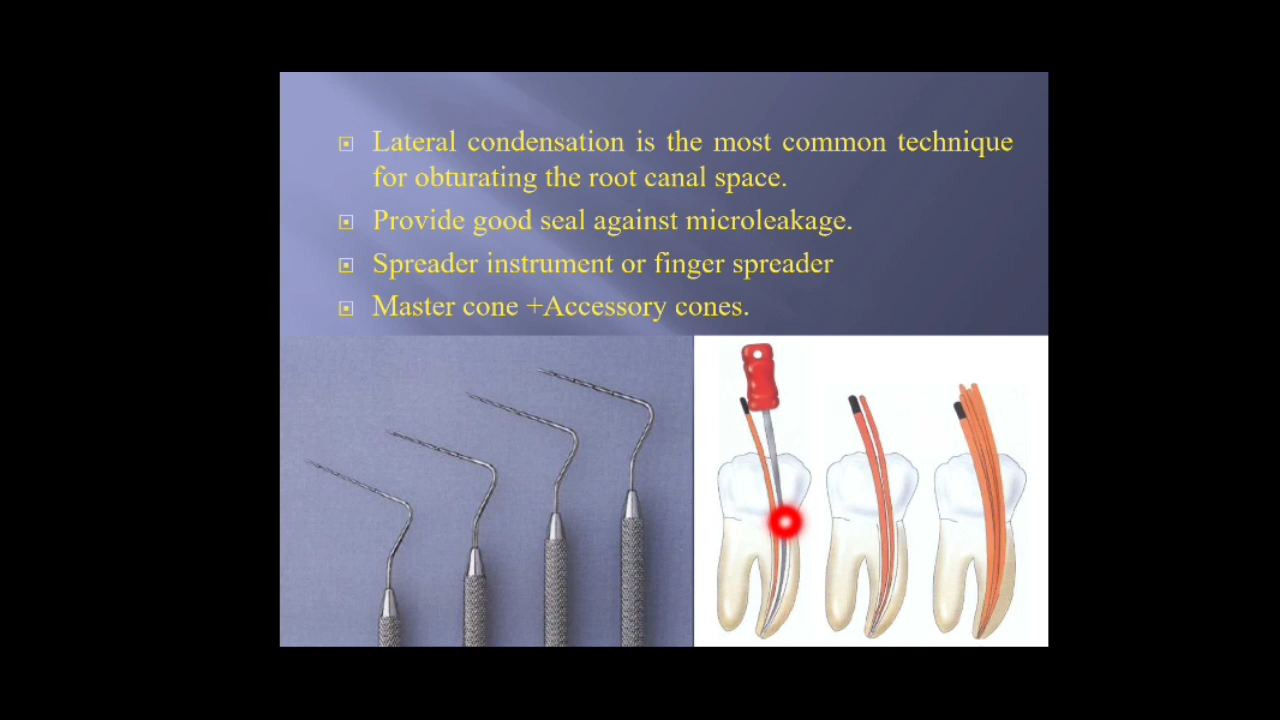 Lateral condensation is the most common technique
for obturating the root canal space.
Provide good seal against microleakage.
Spreader instrument or finger spreader
Master cone +Accessory cones.